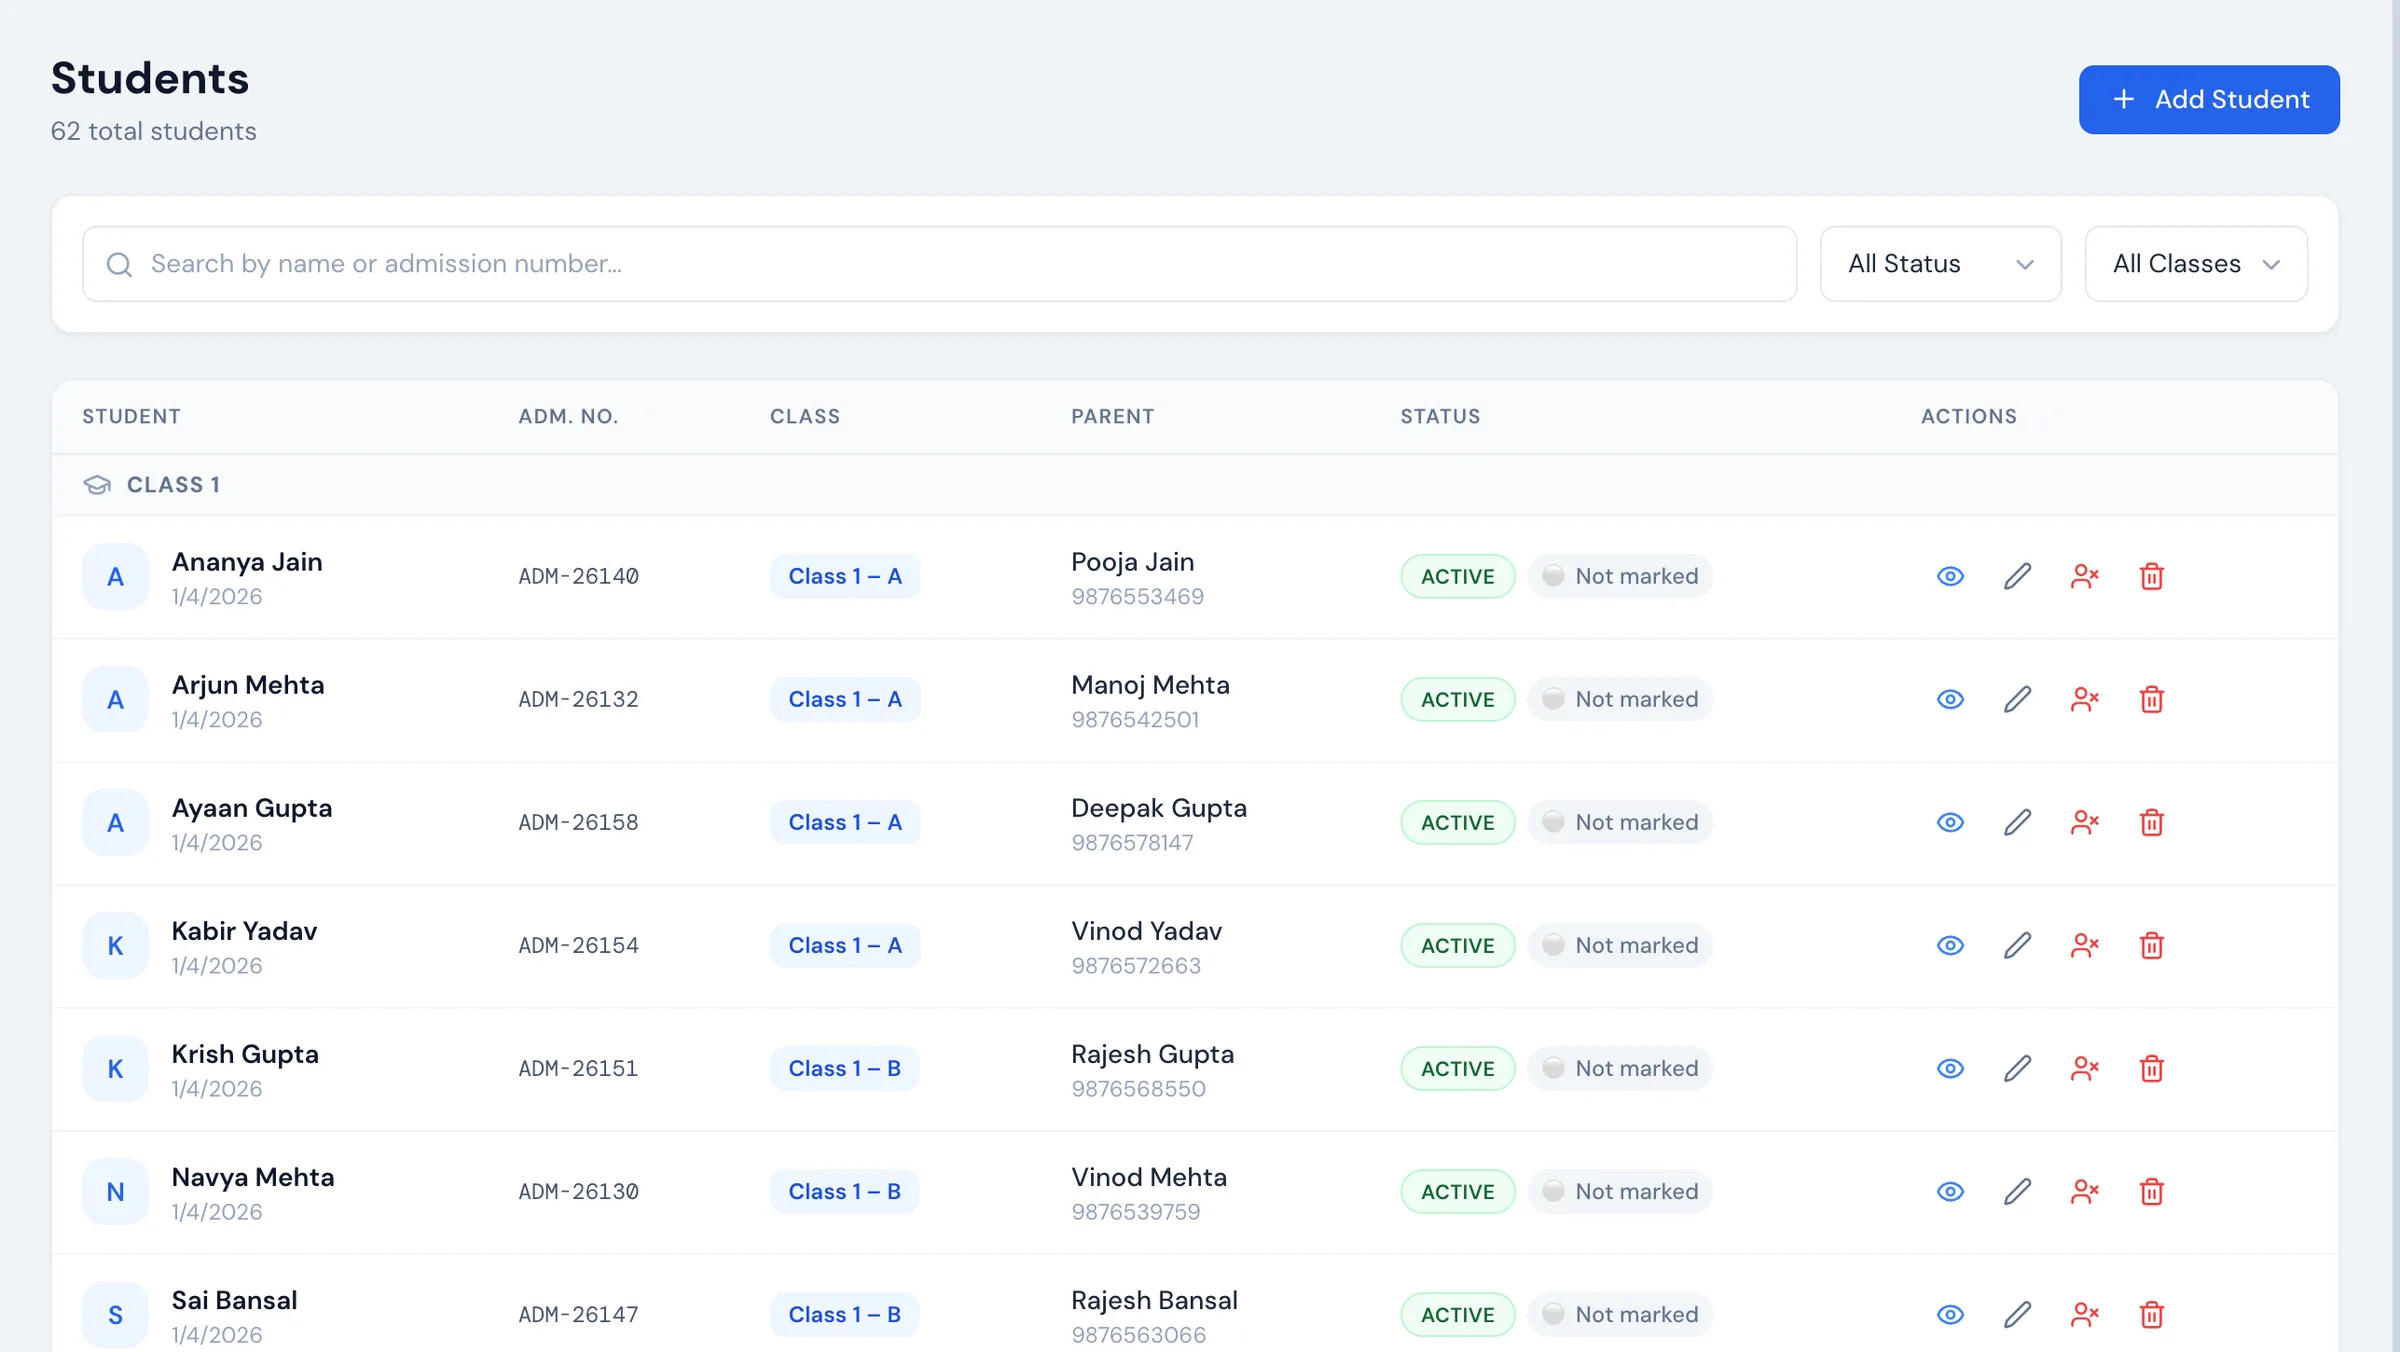 Students
62 total students
+ Add Student
Search by name or admission number...
All Status
All Classes
STUDENT ADM. NO. CLASS PARENT STATUS ACTIONS
CLASS 1
A Ananya Jain ADM-26140 Class 1 – A Pooja Jain ACTIVE Not marked
1/4/2026 9876553469
A Arjun Mehta ADM-26132 Class 1 – A Manoj Mehta ACTIVE Not marked
1/4/2026 9876542501
A Ayaan Gupta ADM-26158 Class 1 – A Deepak Gupta ACTIVE Not marked
1/4/2026 9876578147
K Kabir Yadav ADM-26154 Class 1 – A Vinod Yadav ACTIVE Not marked
1/4/2026 9876572663
K Krish Gupta ADM-26151 Class 1 – B Rajesh Gupta ACTIVE Not marked
1/4/2026 9876568550
N Navya Mehta ADM-26130 Class 1 – B Vinod Mehta ACTIVE Not marked
1/4/2026 9876539759
S Sai Bansal ADM-26147 Class 1 – B Rajesh Bansal ACTIVE Not marked
1/4/2026 9876563066